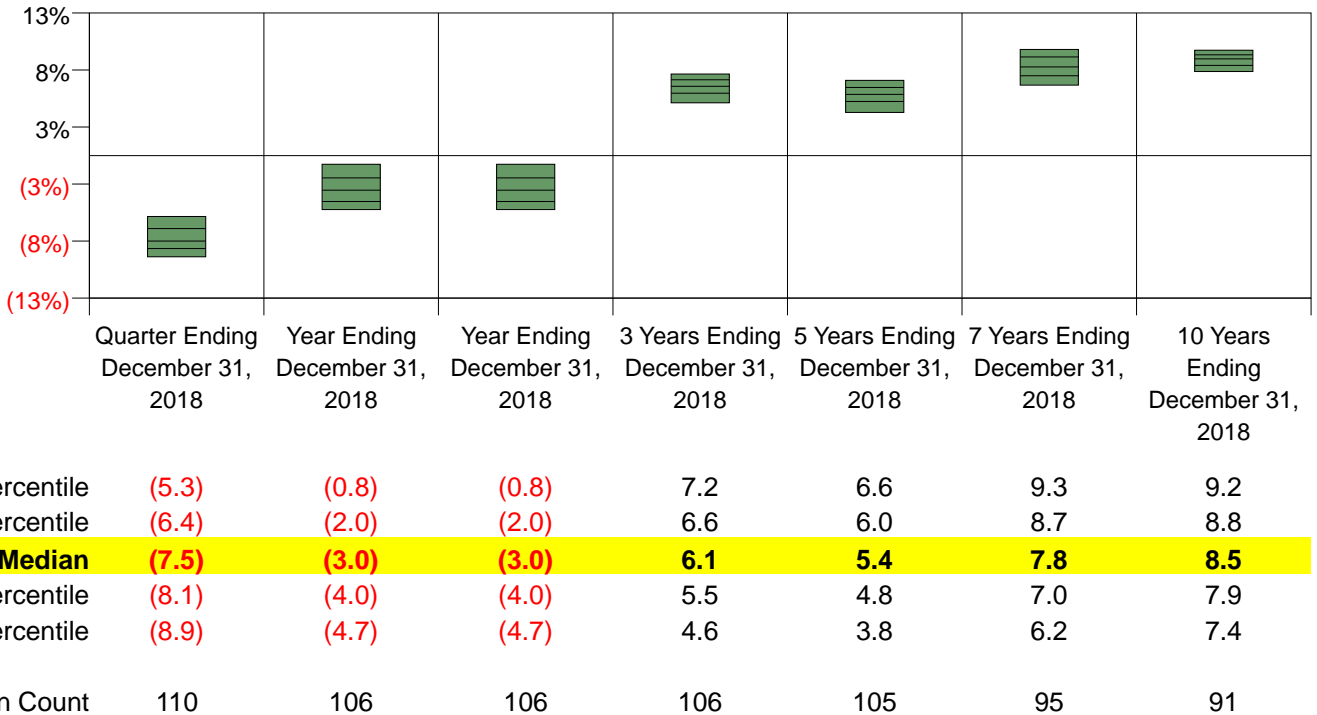 13%
8%
3%
(3%)
(8%)
(13%)
Quarter Ending Year Ending Year Ending 3 Years Ending 5 Years Ending 7 Years Ending 10 Years
December 31, December 31, December 31, December 31, December 31, December 31, Ending
2018 2018 2018 2018 2018 2018 December 31,
2018
ercentile (5.3) (0.8) (0.8) 7.2 6.6 9.3 9.2
ercentile (6.4) (2.0) (2.0) 6.6 6.0 8.7 8.8
Median (7.5) (3.0) (3.0) 6.1 5.4 7.8 8.5
ercentile (8.1) (4.0) (4.0) 5.5 4.8 7.0 7.9
ercentile (8.9) (4.7) (4.7) 4.6 3.8 6.2 7.4
n Count 110 106 106 106 105 95 91